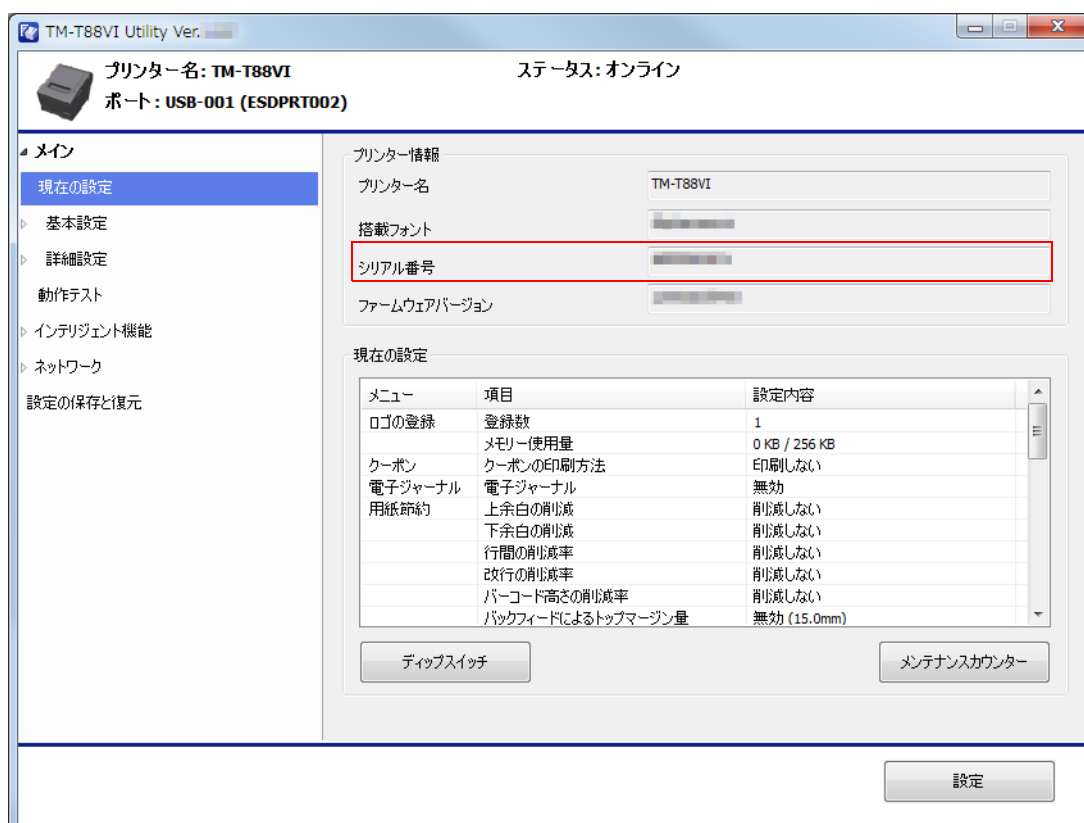 TM-T88VI Utility Ver.
プリンター名: TM-T88VI
ステータス: オンライン
ポート: USB-001 (ESDPRT002)
メイン
現在の設定
基本設定
詳細設定
動作テスト
インテリジェント機能
ネットワーク
設定の保存と復元
プリンター情報
プリンター名 TM-T88VI
搭載フォント
シリアル番号
ファームウェアバージョン
現在の設定
メニュー 項目 設定内容
ロゴの登録 登録数 1
メモリー使用量 0 KB / 256 KB
クーポン クーポンの印刷方法 印刷しない
電子ジャーナル 電子ジャーナル 無効
用紙節約 上余白の削減 削減しない
下余白の削減 削減しない
行間の削減率 削減しない
改行の削減率 削減しない
バーコード高さの削減率 削減しない
バックフィードによるトップマージン量 無効 (15.0mm)
ディップスイッチ
メンテナンスカウンター
設定